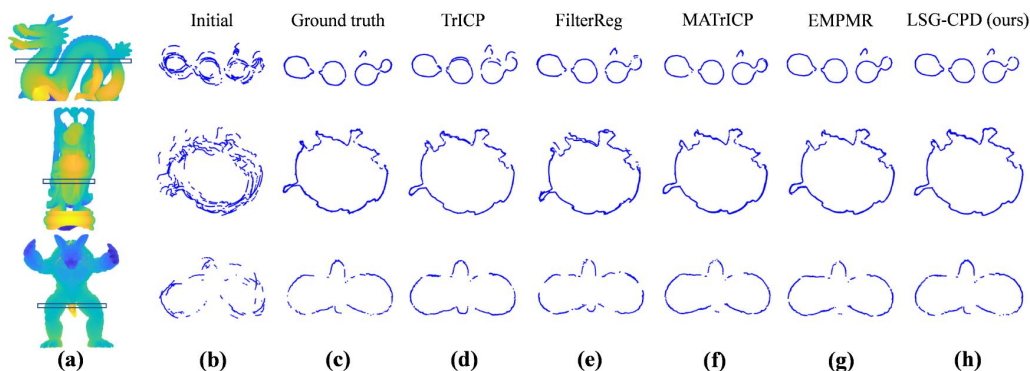 Initial Ground truth TrICP FilterReg MATrICP EMPMR LSG-CPD (ours)
(a) (b) (c) (d) (e) (f) (g) (h)